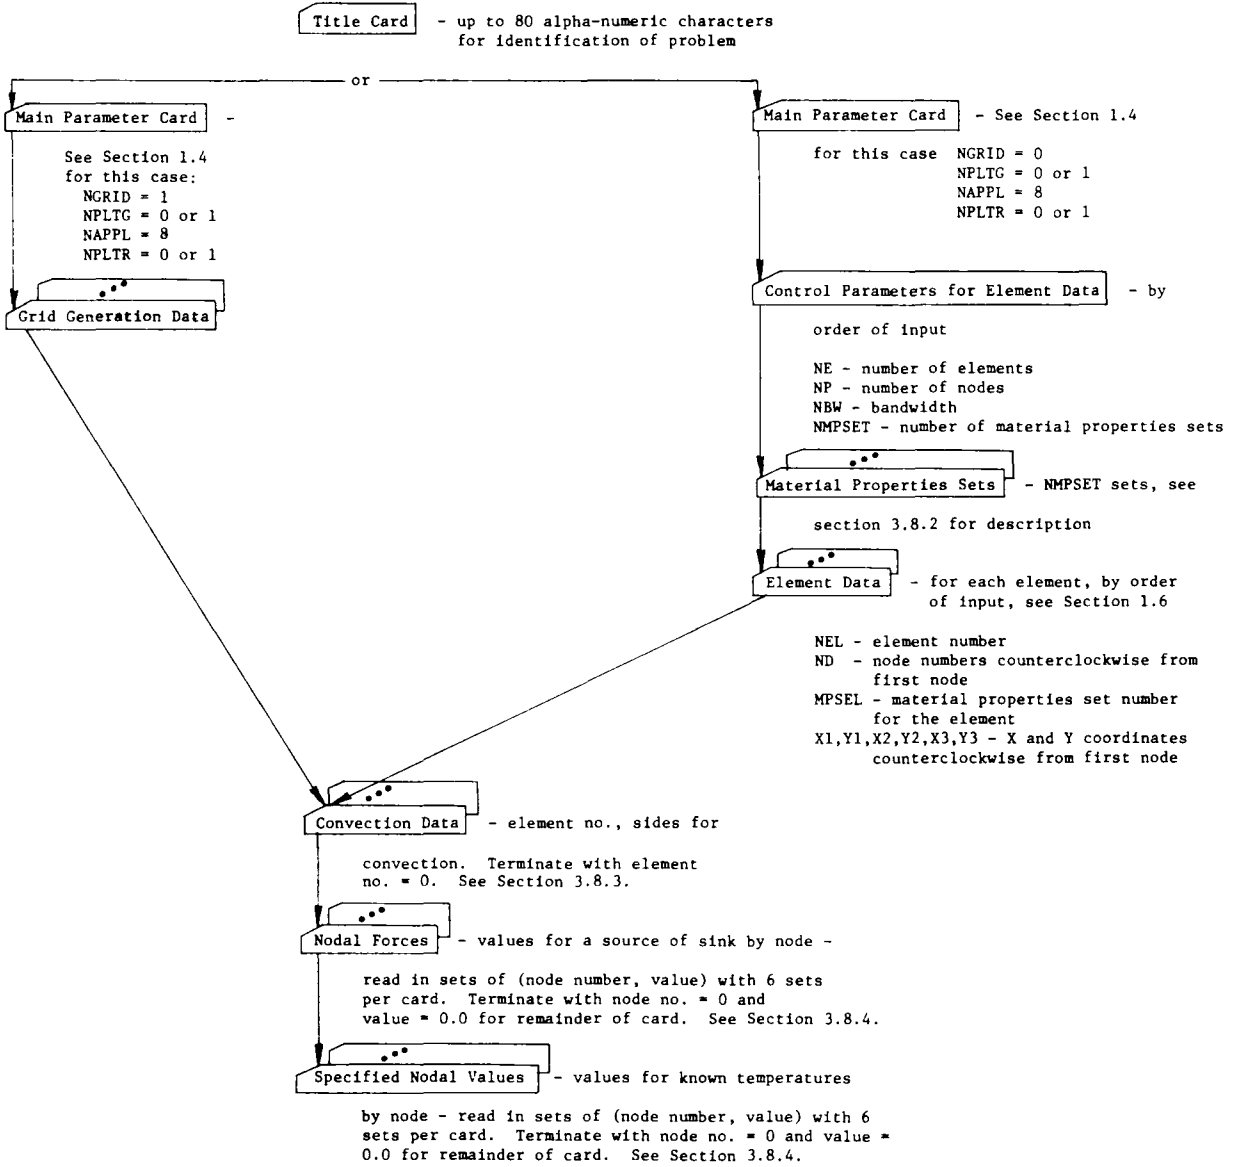 Title Card - up to 80 alpha-numeric characters
for identification of problem
or
Main Parameter Card -
See Section 1.4
for this case:
NGRID = 1
NPLTG = 0 or 1
NAPPL = 8
NPLTR = 0 or 1
Grid Generation Data
Main Parameter Card - See Section 1.4
for this case NGRID = 0
NPLTG = 0 or 1
NAPPL = 8
NPLTR = 0 or 1
Control Parameters for Element Data - by
order of input
NE - number of elements
NP - number of nodes
NBW - bandwidth
NMPSET - number of material properties sets
Material Properties Sets - NMPSET sets, see
section 3.8.2 for description
Element Data - for each element, by order
of input, see Section 1.6
NEL - element number
ND - node numbers counterclockwise from
first node
MPSEL - material properties set number
for the element
X1,Y1,X2,Y2,X3,Y3 - X and Y coordinates
counterclockwise from first node
Convection Data - element no., sides for
convection. Terminate with element
no. = 0. See Section 3.8.3.
Nodal Forces - values for a source of sink by node -
read in sets of (node number, value) with 6 sets
per card. Terminate with node no. = 0 and
value = 0.0 for remainder of card. See Section 3.8.4.
Specified Nodal Values - values for known temperatures
by node - read in sets of (node number, value) with 6
sets per card. Terminate with node no. = 0 and value =
0.0 for remainder of card. See Section 3.8.4.